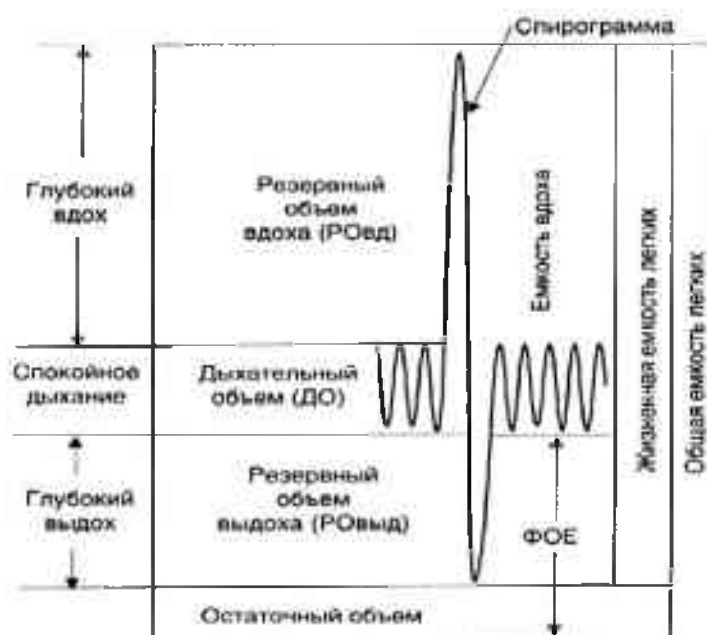 Спирограмма
Глубокий
вдох
Резервный
объем
вдоха (РОвд)
Емкость вдоха
Жизненная емкость легких
Общая емкость легких
Спокойное
дыхание
Дыхательный
объем (ДО)
Глубокий
выдох
Резервный
объем
выдоха (РОвыд)
ФОЕ
Остаточный объем